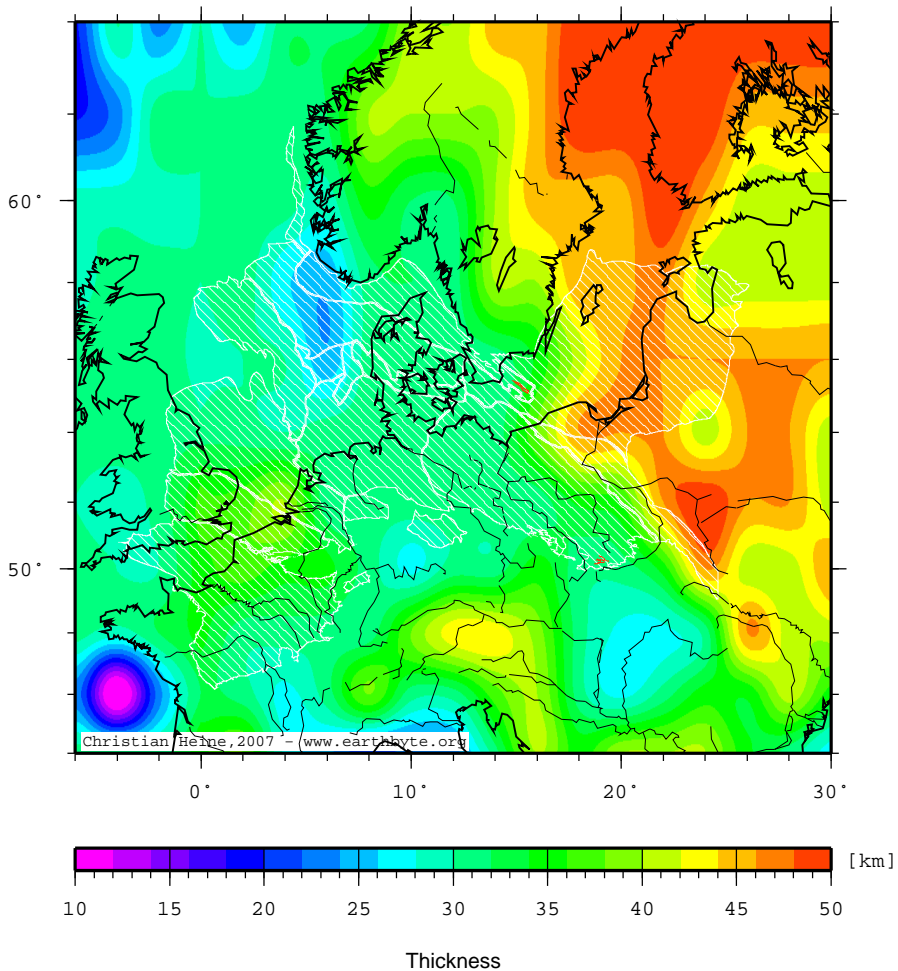 60°
50°
Christian Heine,2007 - www.earthbyte.org
0° 10° 20° 30°
[km]
10 15 20 25 30 35 40 45 50
Thickness